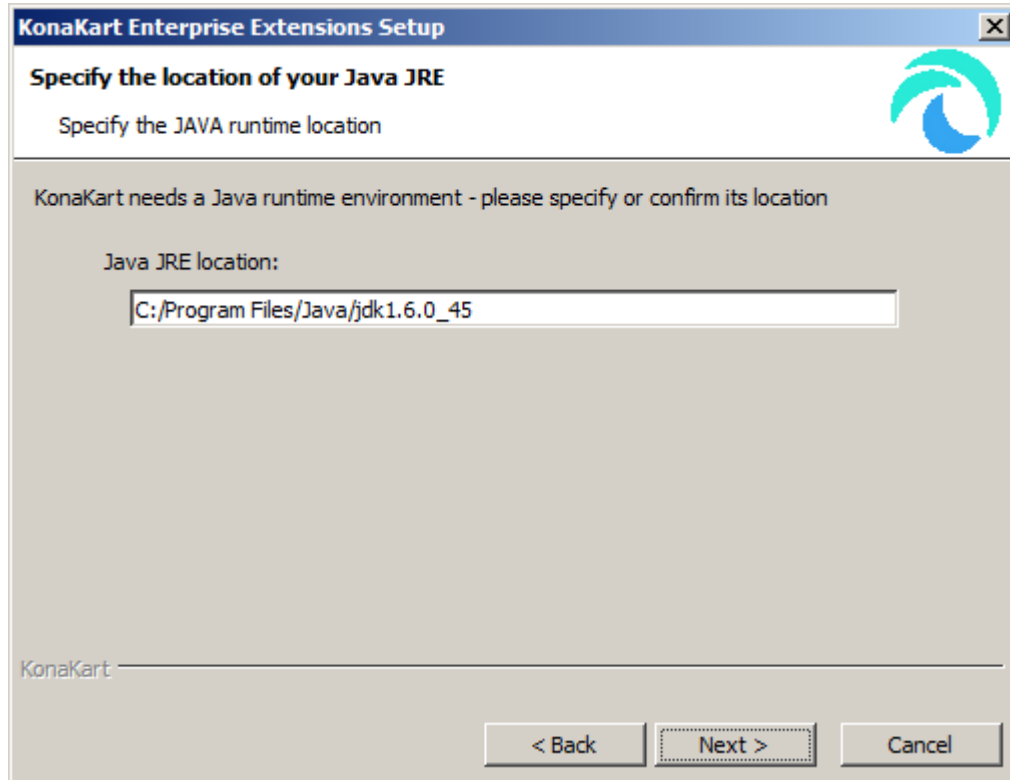 KonaKart Enterprise Extensions Setup
Specify the location of your Java JRE
Specify the JAVA runtime location
KonaKart needs a Java runtime environment - please specify or confirm its location
Java JRE location:
C:/Program Files/Java/jdk1.6.0_45
KonaKart
< Back Next > Cancel